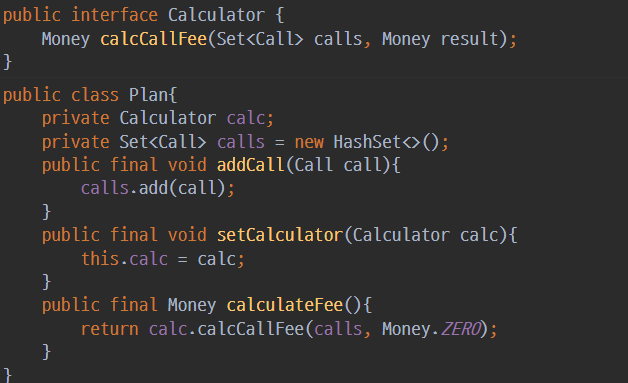 public interface Calculator {
    Money calcCallFee(Set<Call> calls, Money result);
}
public class Plan{
    private Calculator calc;
    private Set<Call> calls = new HashSet<>();
    public final void addCall(Call call){
        calls.add(call);
    }
    public final void setCalculator(Calculator calc){
        this.calc = calc;
    }
    public final Money calculateFee(){
        return calc.calcCallFee(calls, Money.ZERO);
    }
}